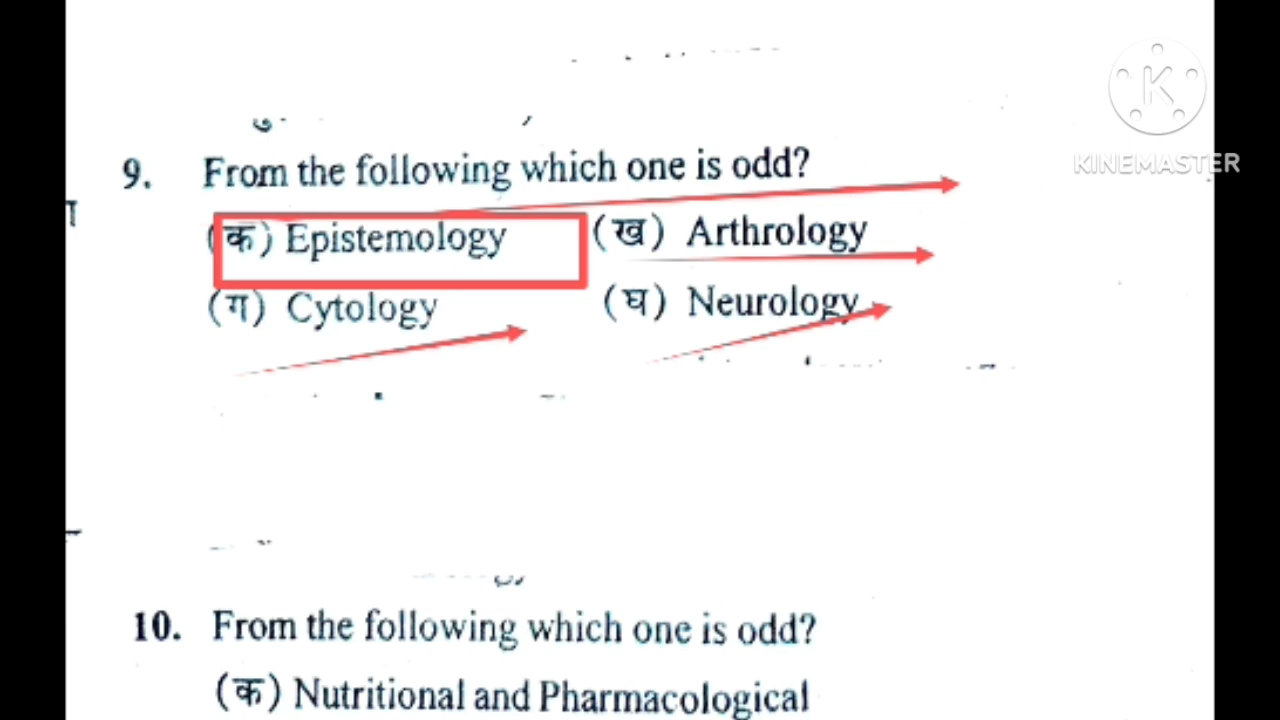 KINEMASTER
9. From the following which one is odd?
(क) Epistemology (ख) Arthrology
(ग) Cytology (घ) Neurology
10. From the following which one is odd?
(क) Nutritional and Pharmacological